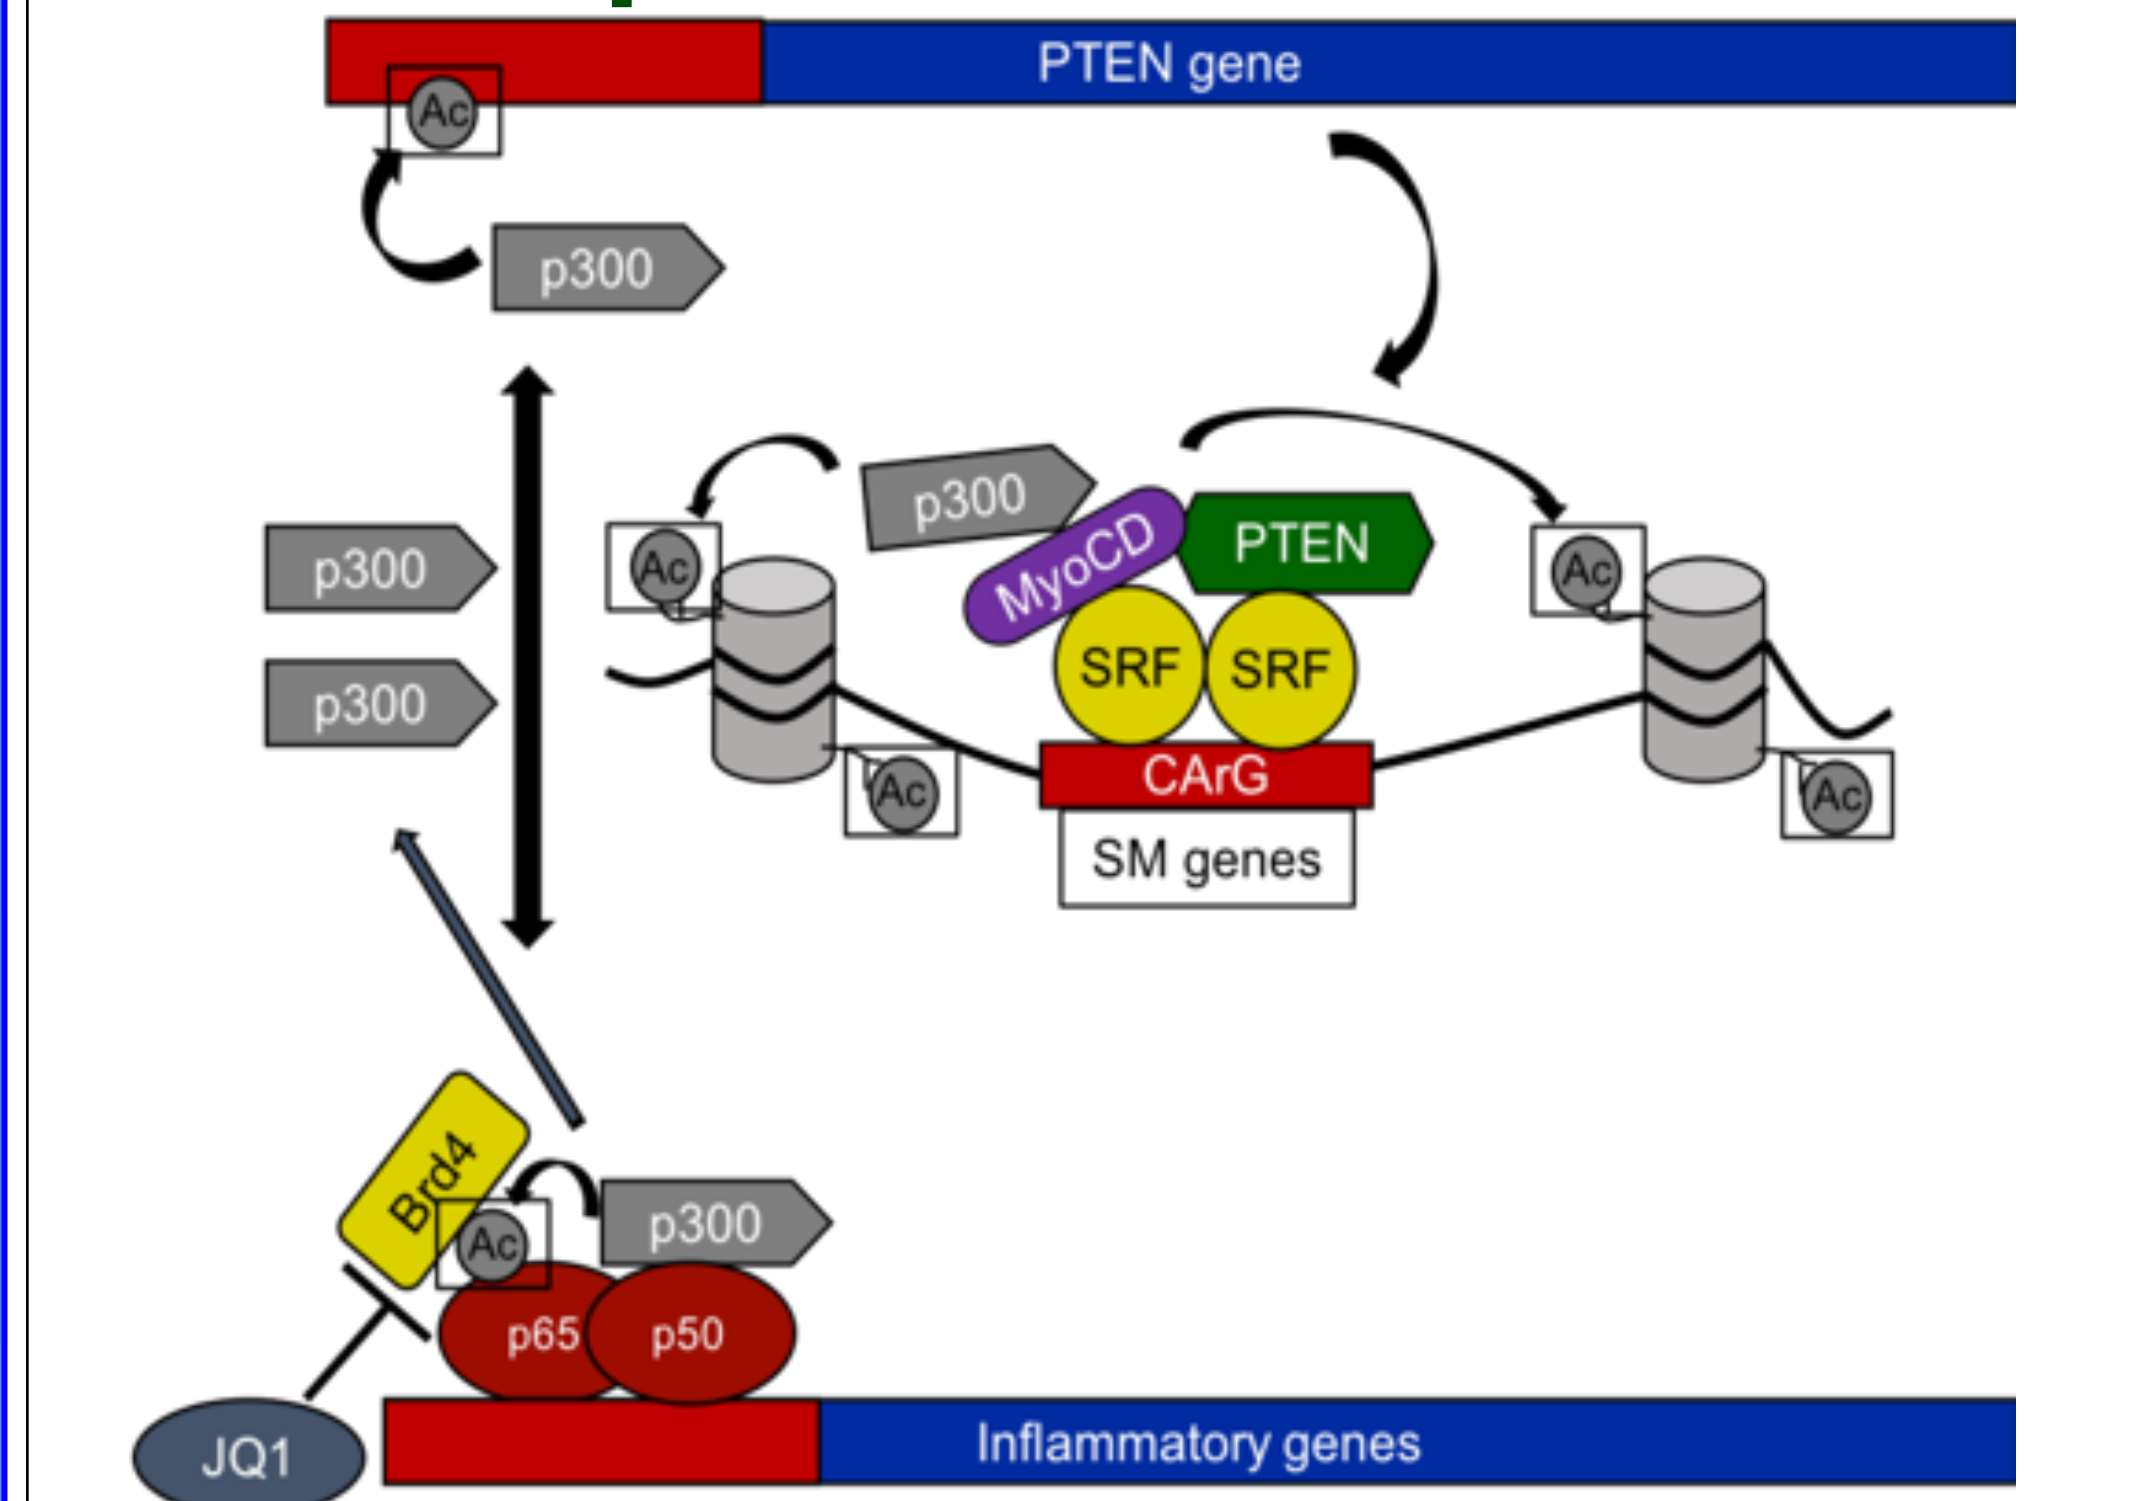 PTEN gene
Ac
p300
p300
MyoCD
PTEN
Ac
Ac
p300
SRF
SRF
p300
CArG
Ac
Ac
SM genes
Brd4
Ac
p300
p65
p50
JQ1
Inflammatory genes